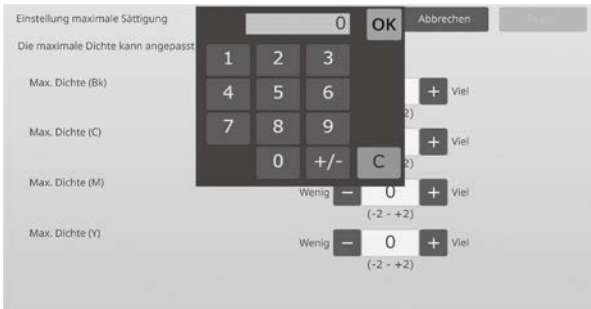 Einstellung maximale Sättigung
0
OK
Abbrechen
Die maximale Dichte kann angepasst
1 2 3
Max. Dichte (Bk)
4 5 6
+ Viel
2)
Max. Dichte (C)
7 8 9
+ Viel
0 +/- C
2)
Max. Dichte (M)
Wenig − 0 + Viel
(-2 - +2)
Max. Dichte (Y)
Wenig − 0 + Viel
(-2 - +2)